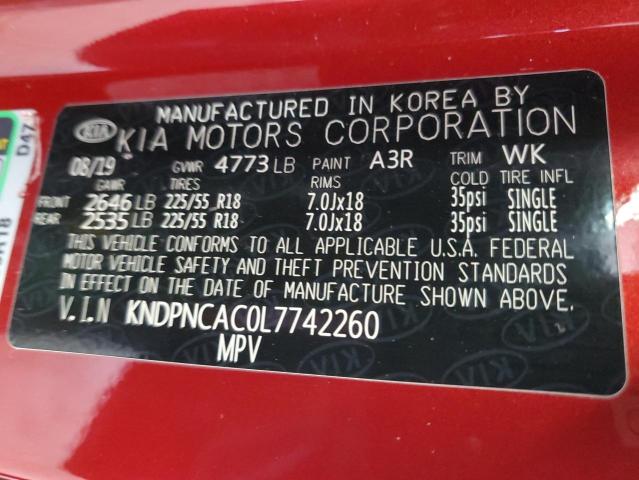 MANUFACTURED IN KOREA BY
KIA KIA MOTORS CORPORATION
08/19 GVWR 4773 LB PAINT A3R TRIM WK
GAWR TIRES RIMS COLD TIRE INFL
FRONT 2646 LB 225/55 R18 7.0Jx18 35psi SINGLE
REAR 2535 LB 225/55 R18 7.0Jx18 35psi SINGLE
THIS VEHICLE CONFORMS TO ALL APPLICABLE U.S.A. FEDERAL
MOTOR VEHICLE SAFETY AND THEFT PREVENTION STANDARDS
IN EFFECT ON THE DATE OF MANUFACTURE SHOWN ABOVE.
V.I.N KNDPNCAC0L7742260
MPV